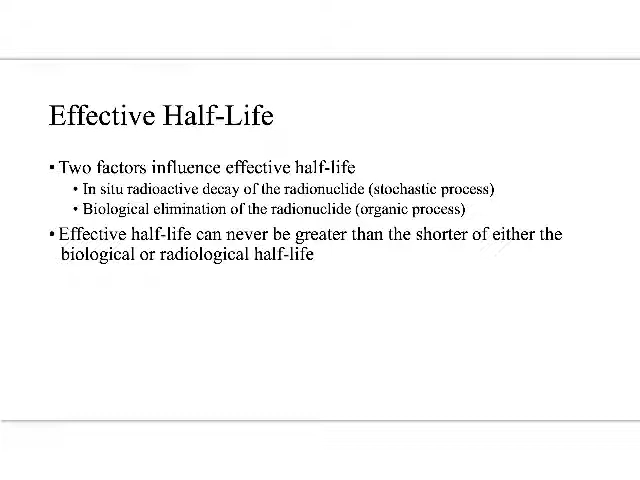 Effective Half-Life
• Two factors influence effective half-life
• In situ radioactive decay of the radionuclide (stochastic process)
• Biological elimination of the radionuclide (organic process)
• Effective half-life can never be greater than the shorter of either the
biological or radiological half-life